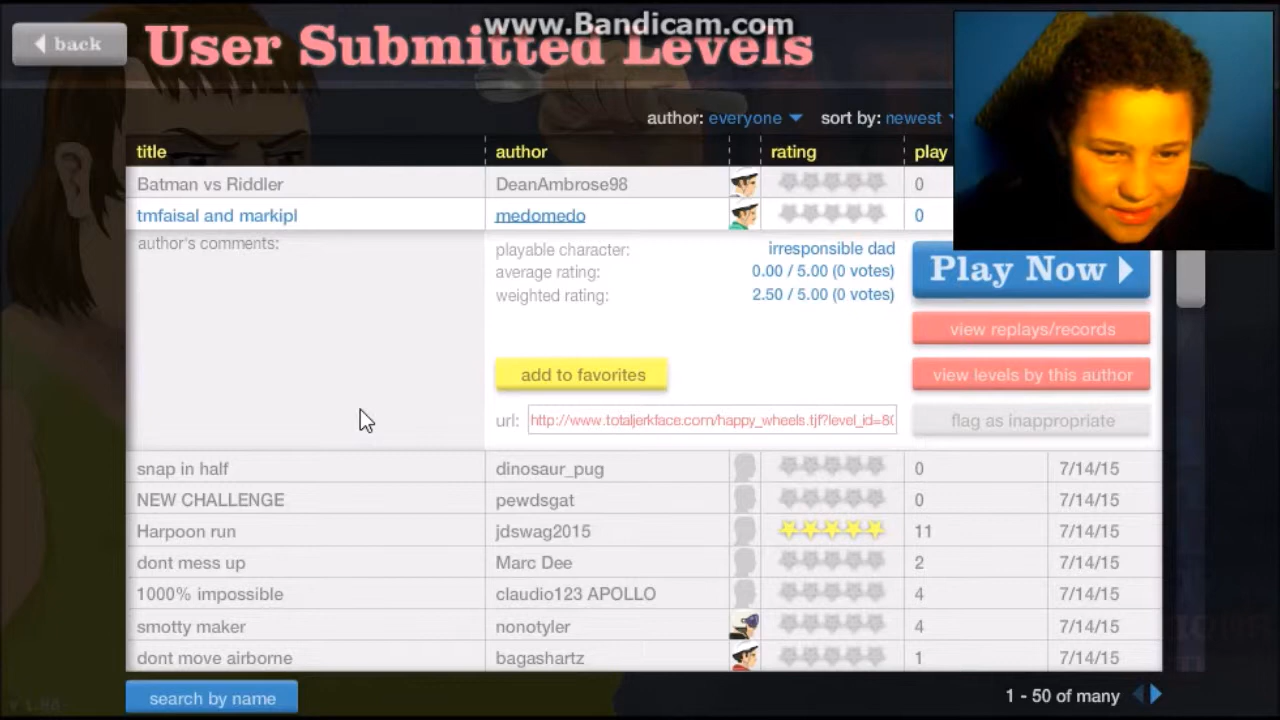 www.Bandicam.com
back
User Submitted Levels
author: everyone sort by: newest
title author rating play
Batman vs Riddler DeanAmbrose98 0
tmfaisal and markipl medomedo 0
author's comments:
playable character: irresponsible dad
average rating: 0.00 / 5.00 (0 votes)
weighted rating: 2.50 / 5.00 (0 votes)
Play Now
view replays/records
add to favorites
view levels by this author
url: http://www.totaljerkface.com/happy_wheels.tjf?level_id=8
flag as inappropriate
snap in half dinosaur_pug 0 7/14/15
NEW CHALLENGE pewdsgat 0 7/14/15
Harpoon run jdswag2015 11 7/14/15
dont mess up Marc Dee 2 7/14/15
1000% impossible claudio123 APOLLO 4 7/14/15
smotty maker nonotyler 4 7/14/15
dont move airborne bagashartz 1 7/14/15
search by name
1 - 50 of many